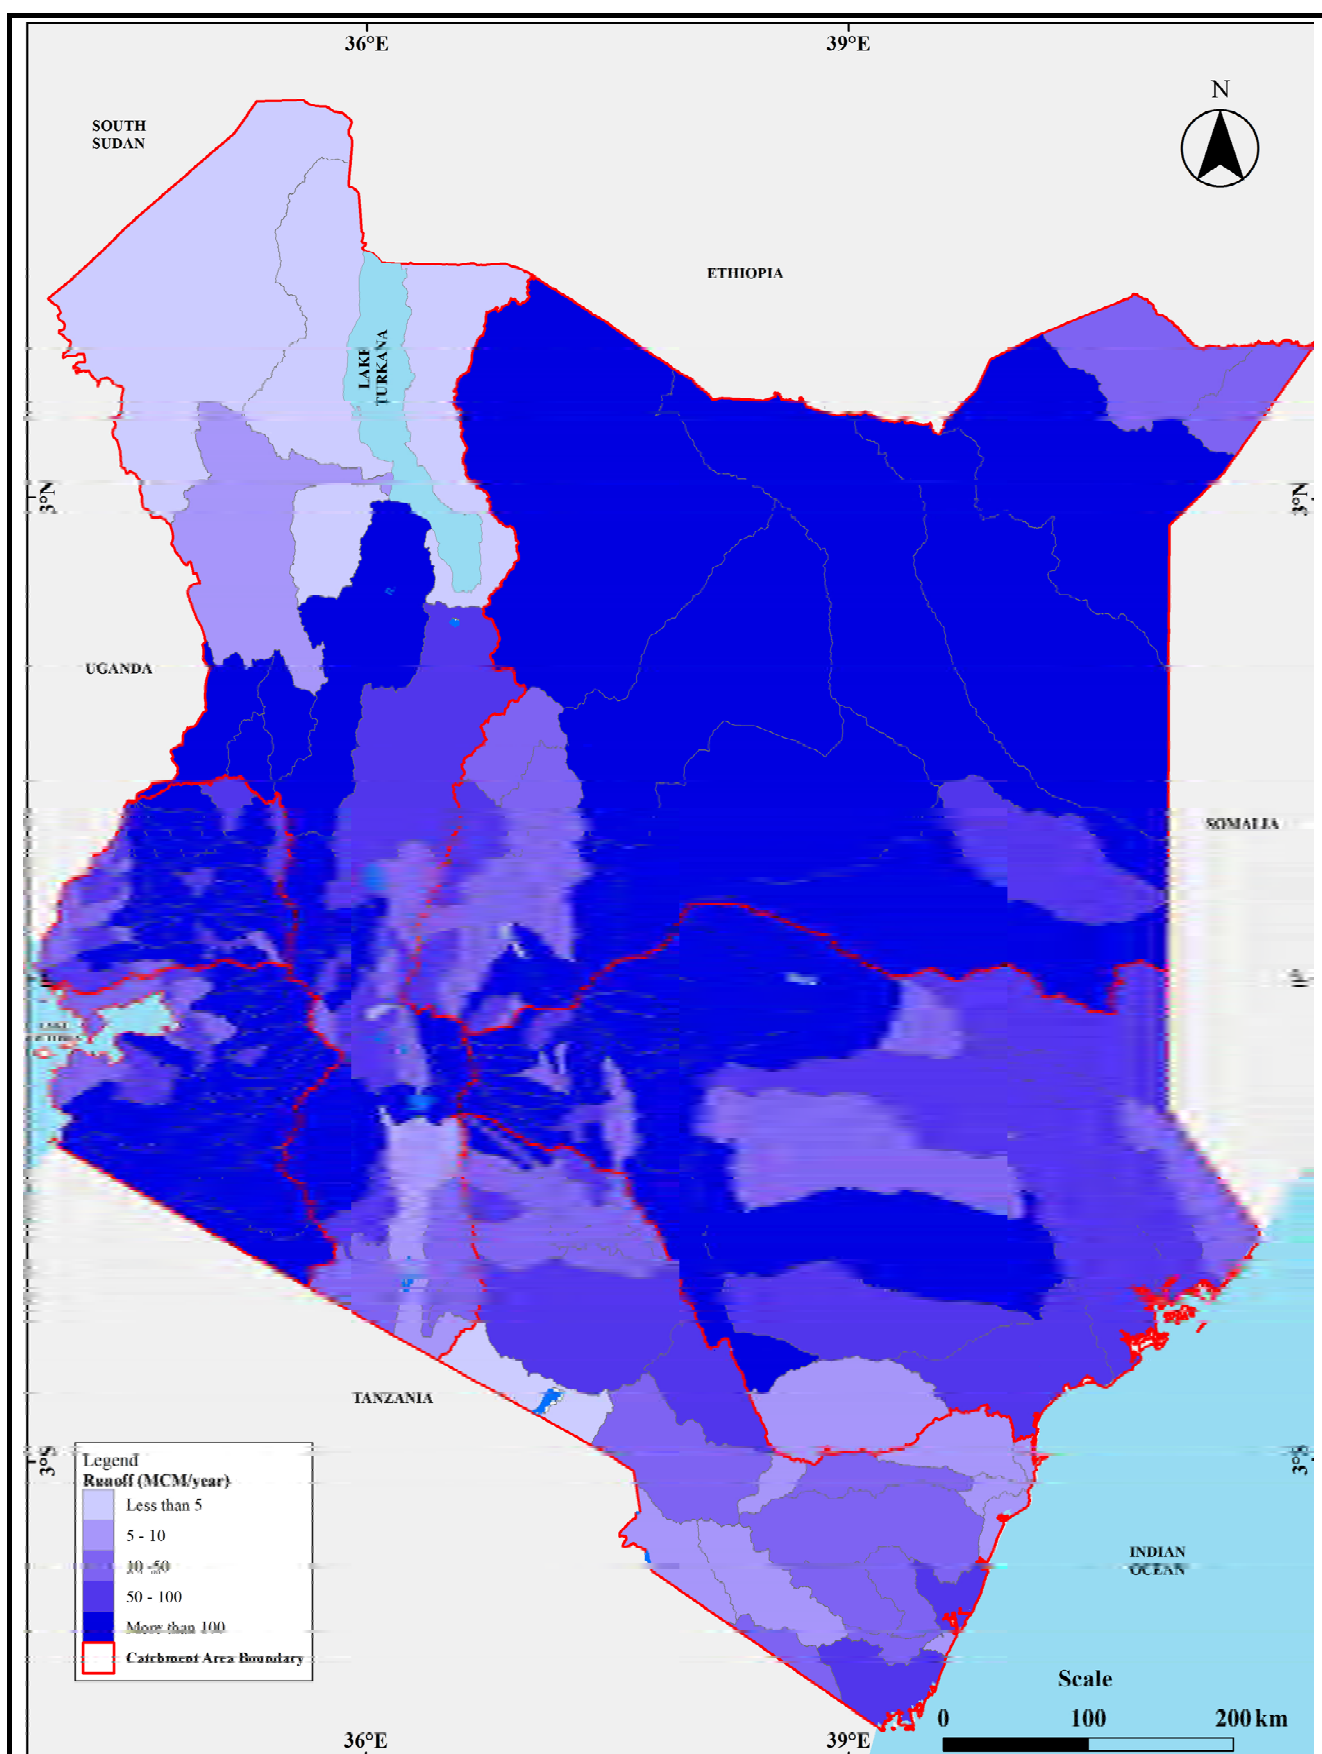 36°E
39°E
N
SOUTH
SUDAN
ETHIOPIA
LAKE
TURKANA
3°N
3°N
UGANDA
SOMALIA
0°
LAKE
TANZANIA
3°S
3°S
Legend
Runoff (MCM/year)
Less than 5
5 - 10
10 -50
50 - 100
More than 100
Catchment Area Boundary
INDIAN
OCEAN
Scale
0
100
200 km
36°E
39°E